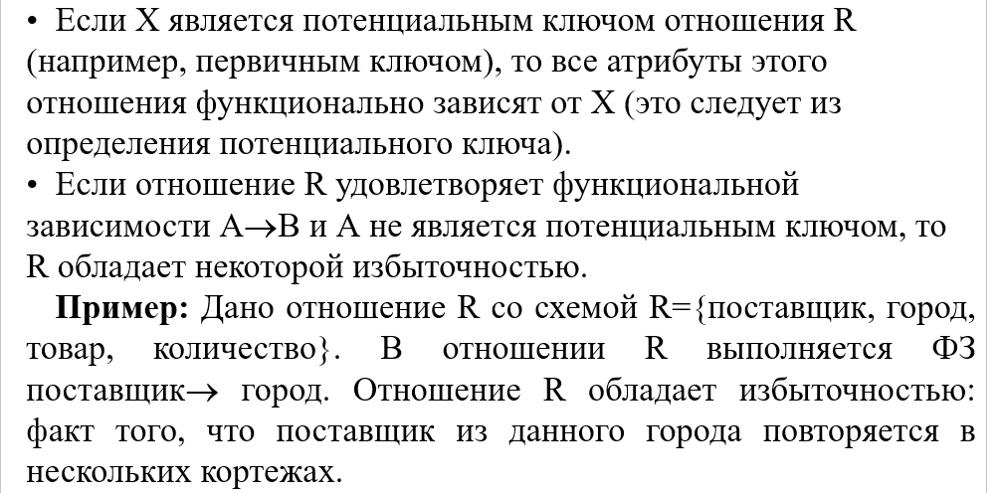 • Если X является потенциальным ключом отношения R
(например, первичным ключом), то все атрибуты этого
отношения функционально зависят от X (это следует из
определения потенциального ключа).
• Если отношение R удовлетворяет функциональной
зависимости A→B и A не является потенциальным ключом, то
R обладает некоторой избыточностью.
Пример: Дано отношение R со схемой R={поставщик, город,
товар, количество}. В отношении R выполняется ФЗ
поставщик→ город. Отношение R обладает избыточностью:
факт того, что поставщик из данного города повторяется в
нескольких кортежах.